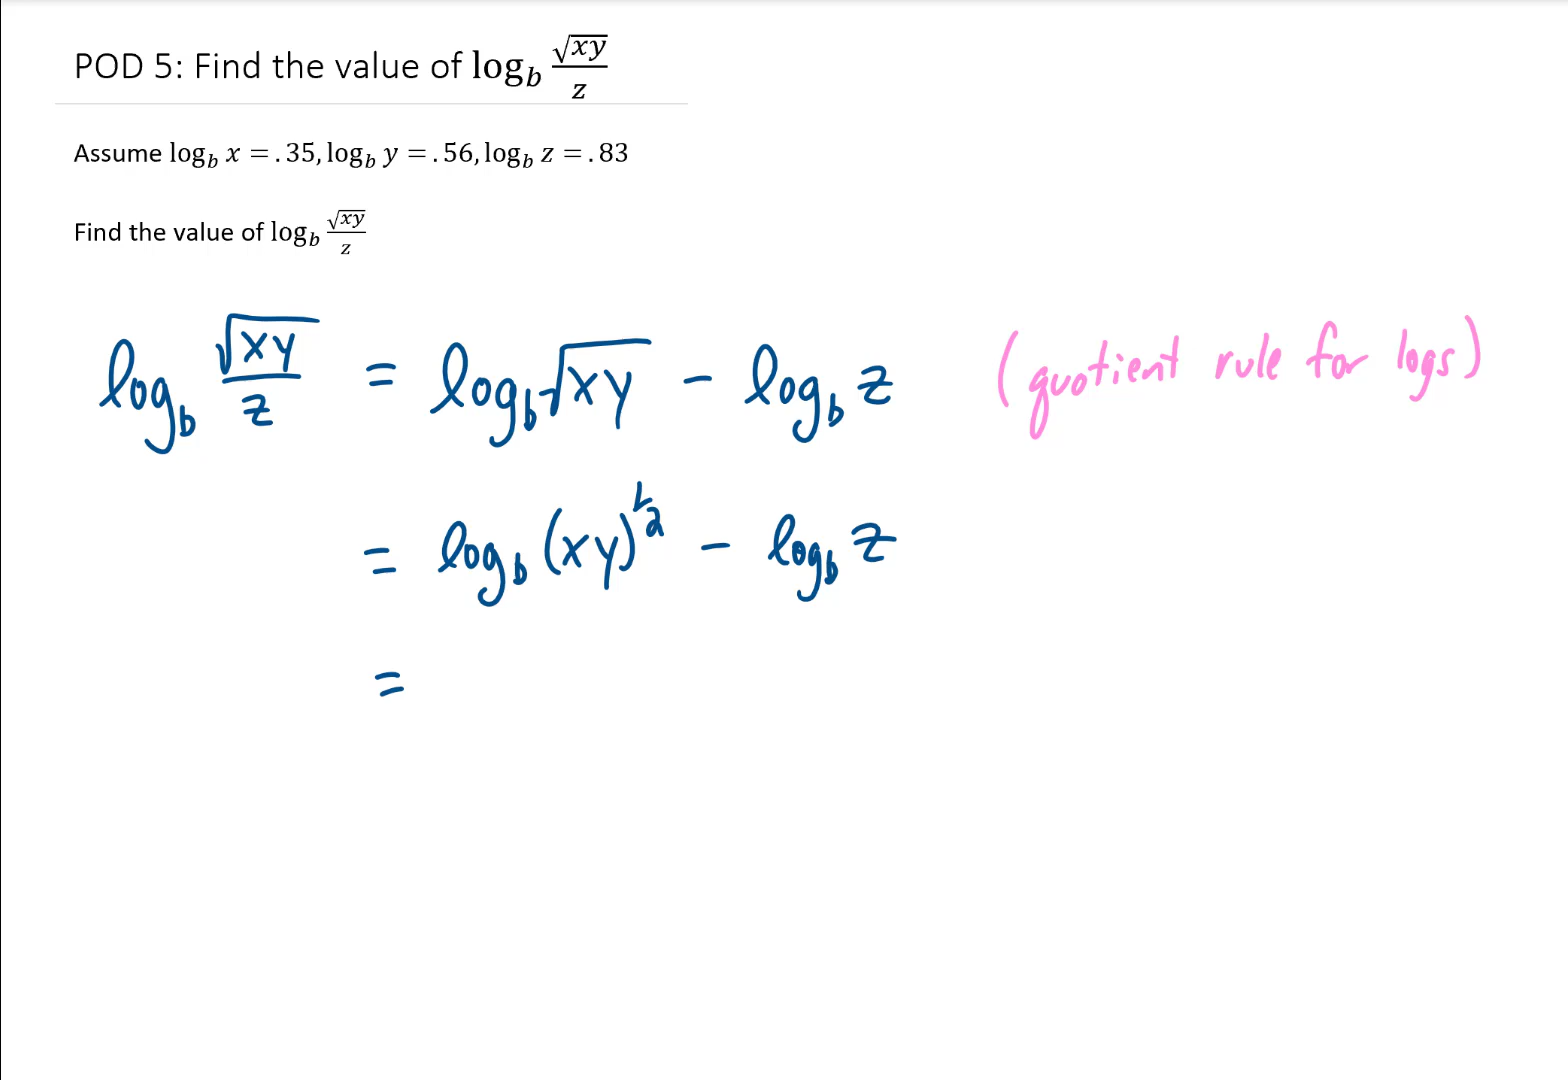 POD 5: Find the value of log_b √(xy)/z
Assume log_b x = .35, log_b y = .56, log_b z = .83
Find the value of log_b √(xy)/z
log_b √(xy)/z = log_b √(xy) − log_b z (quotient rule for logs)
= log_b (xy)^(1/2) − log_b z
=